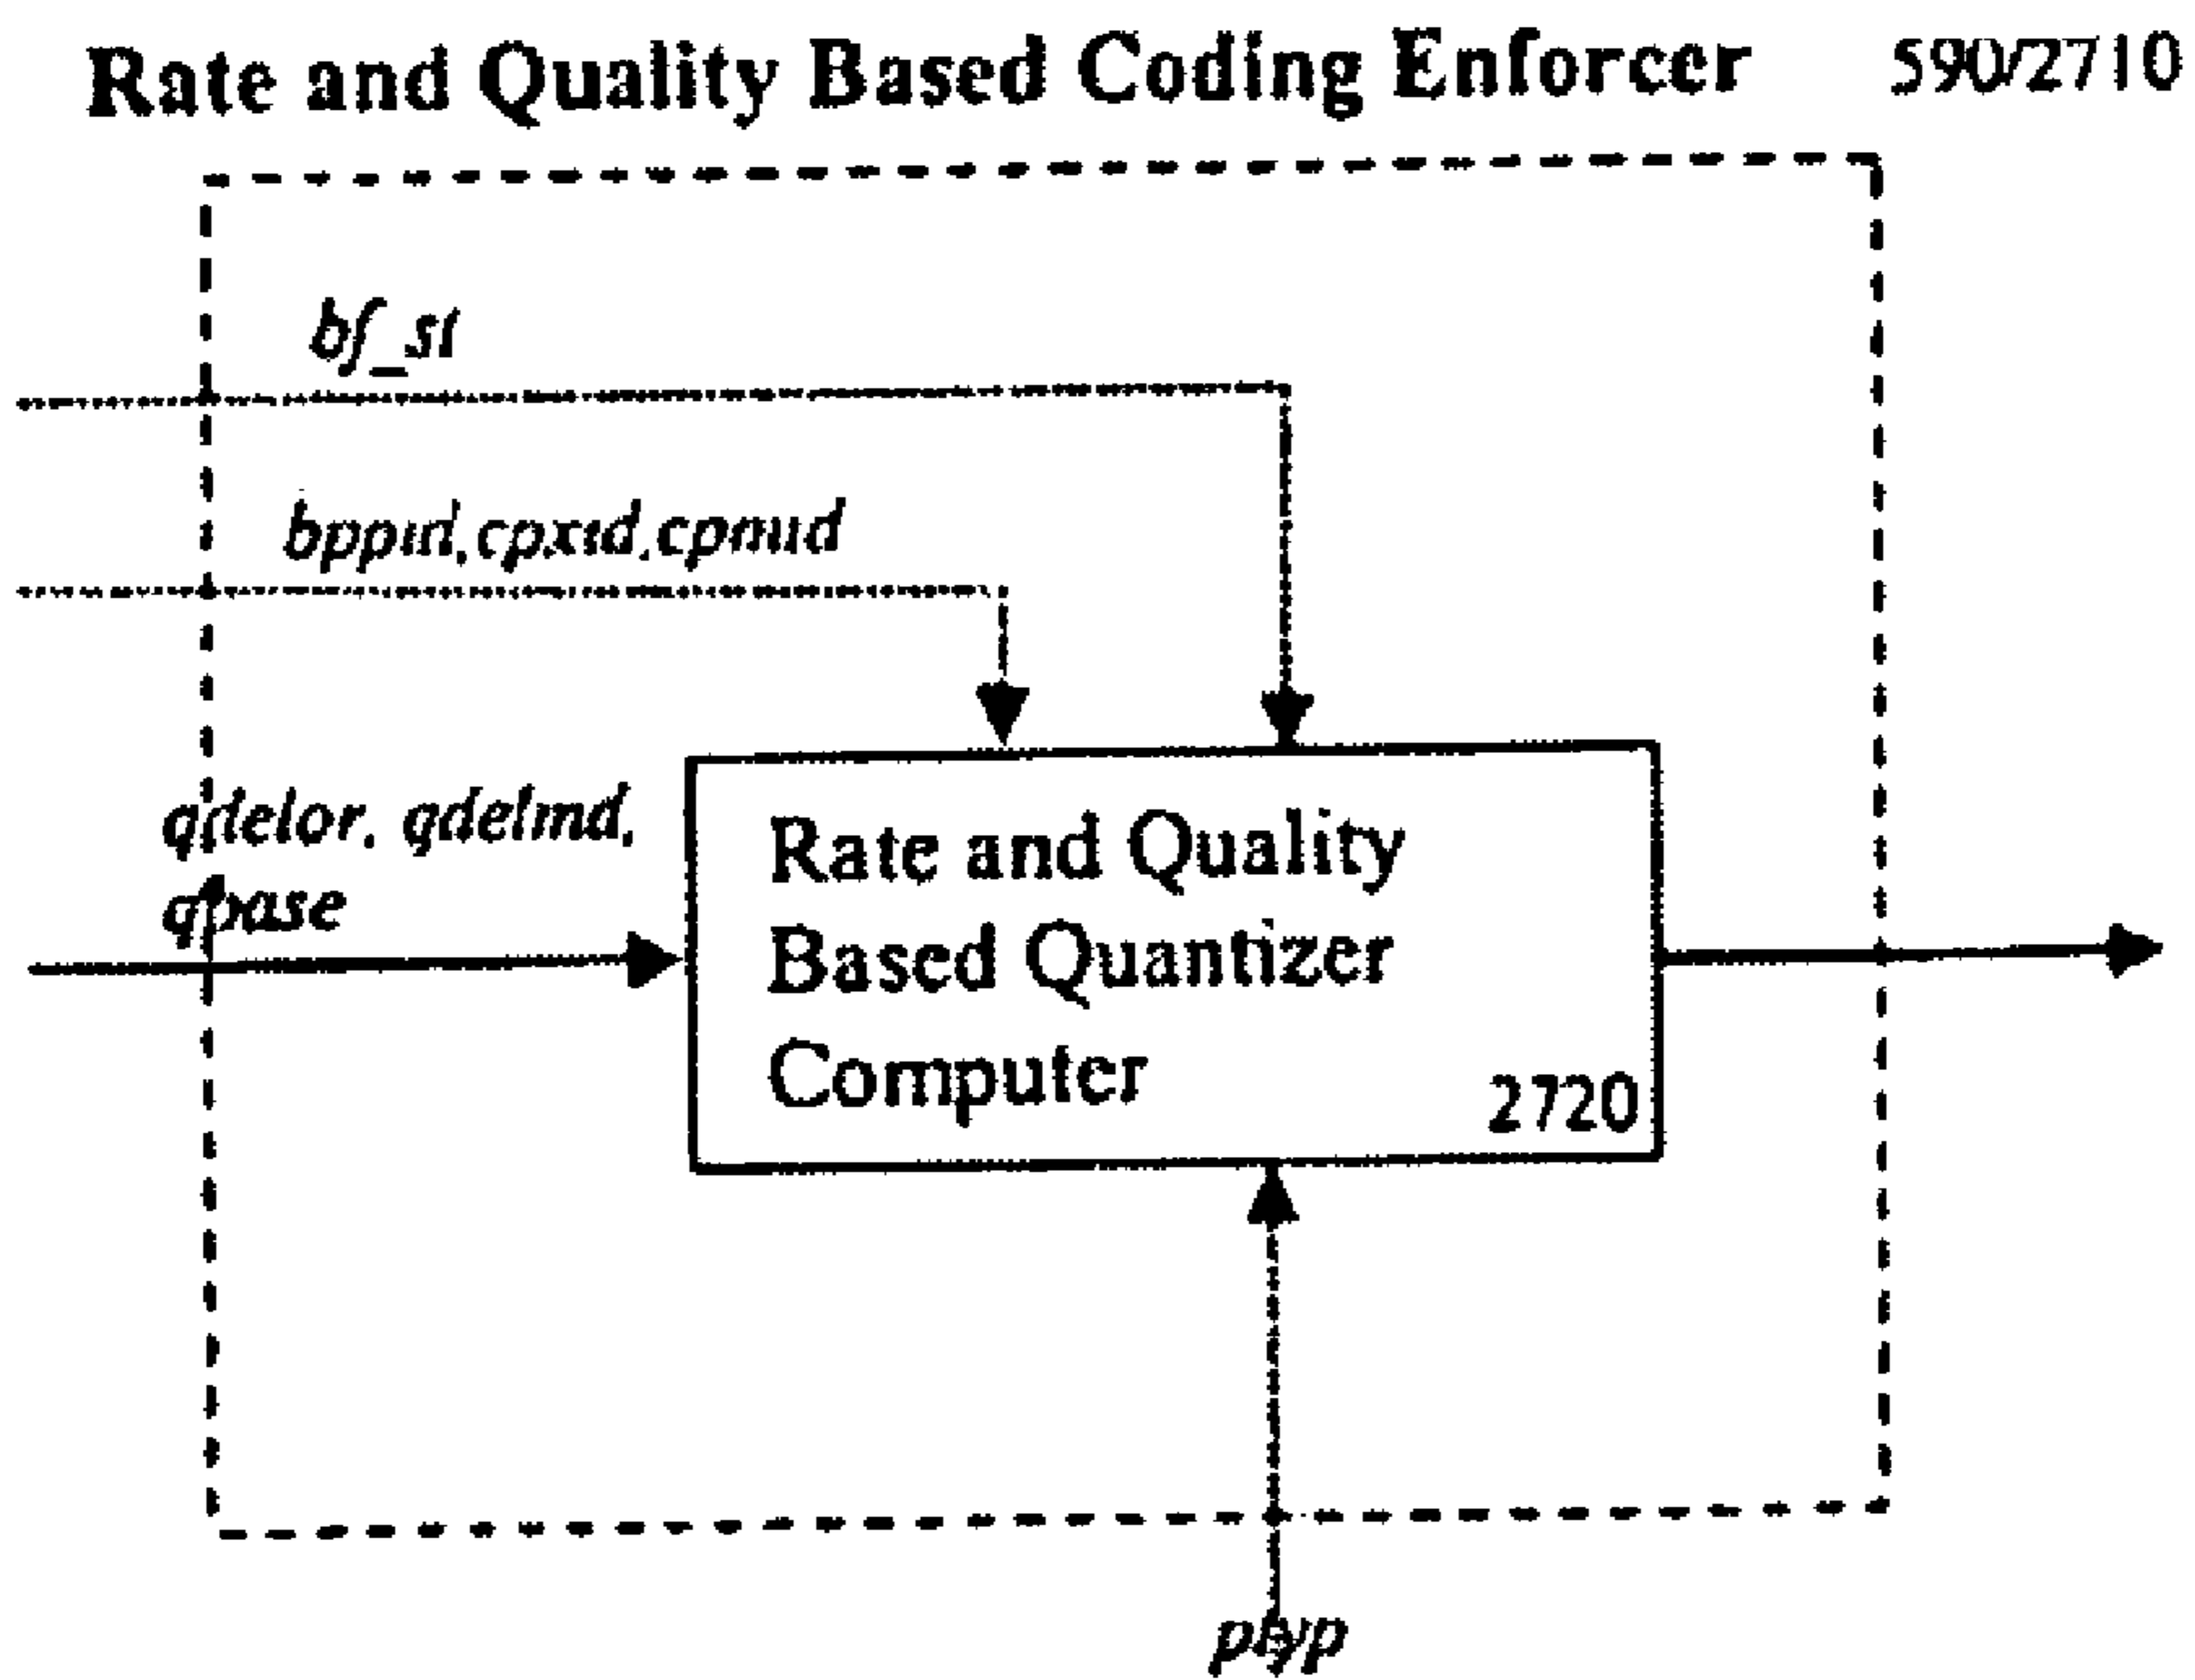 Rate and Quality Based Coding Enforcer 590/2710
bf_st
bppid,cpxid,cpmid
qdelor, qdelmd,
qbase
Rate and Quality
Based Quantizer
Computer
2720